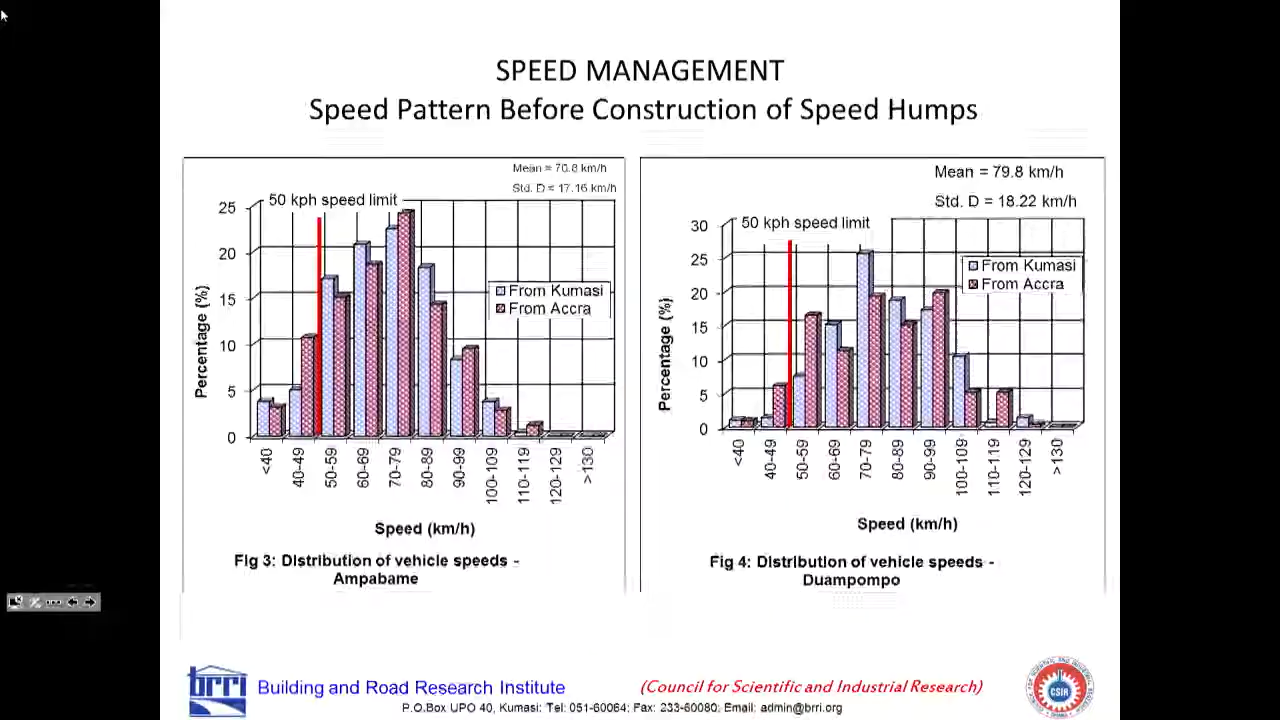 SPEED MANAGEMENT
Speed Pattern Before Construction of Speed Humps
Mean = 70.8 km/h
Std. D = 17.16 km/h
50 kph speed limit
25
20
15
10
5
0
Percentage (%)
From Kumasi
From Accra
<40
40-49
50-59
60-69
70-79
80-89
90-99
100-109
110-119
120-129
>130
Speed (km/h)
Fig 3: Distribution of vehicle speeds -
Ampabame
Mean = 79.8 km/h
Std. D = 18.22 km/h
50 kph speed limit
30
25
20
15
10
5
0
Percentage (%)
From Kumasi
From Accra
<40
40-49
50-59
60-69
70-79
80-89
90-99
100-109
110-119
120-129
>130
Speed (km/h)
Fig 4: Distribution of vehicle speeds -
Duampompo
brri
Building and Road Research Institute
(Council for Scientific and Industrial Research)
P.O.Box UPO 40, Kumasi: Tel: 051-60064; Fax: 233-60080; Email: admin@brri.org
CSIR